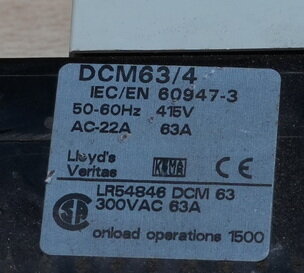 DCM63/4
IEC/EN 60947-3
50-60Hz 415V
AC-22A 63A
Lloyd's
Veritas
CE
LR54846 DCM 63
300VAC 63A
onload operations 1500